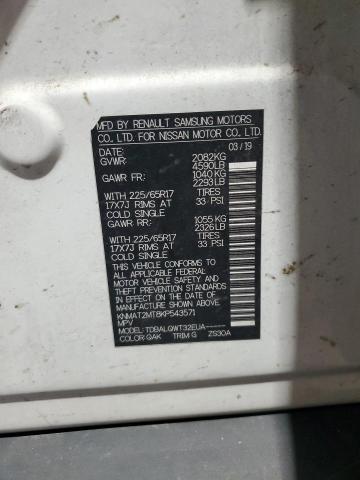 MFD BY RENAULT SAMSUNG MOTORS
CO. LTD. FOR NISSAN MOTOR CO. LTD.
DATE: 03/19
GVWR: 2082KG
4590LB
GAWR FR: 1040KG
2293LB
WITH 225/65R17 TIRES
17X7J RIMS AT 33 PSI
COLD SINGLE
GAWR RR: 1055KG
2326LB
WITH 225/65R17 TIRES
17X7J RIMS AT 33 PSI
COLD SINGLE
THIS VEHICLE CONFORMS TO
ALL APPLICABLE FEDERAL
MOTOR VEHICLE SAFETY AND
THEFT PREVENTION STANDARDS
IN EFFECT ON THE DATE OF
MANUFACTURE SHOWN ABOVE.
KNMAT2MT8KP543571
MPV
MODEL: TDBALQWT32EUA-----
COLOR QAK TRIM G ZS30A